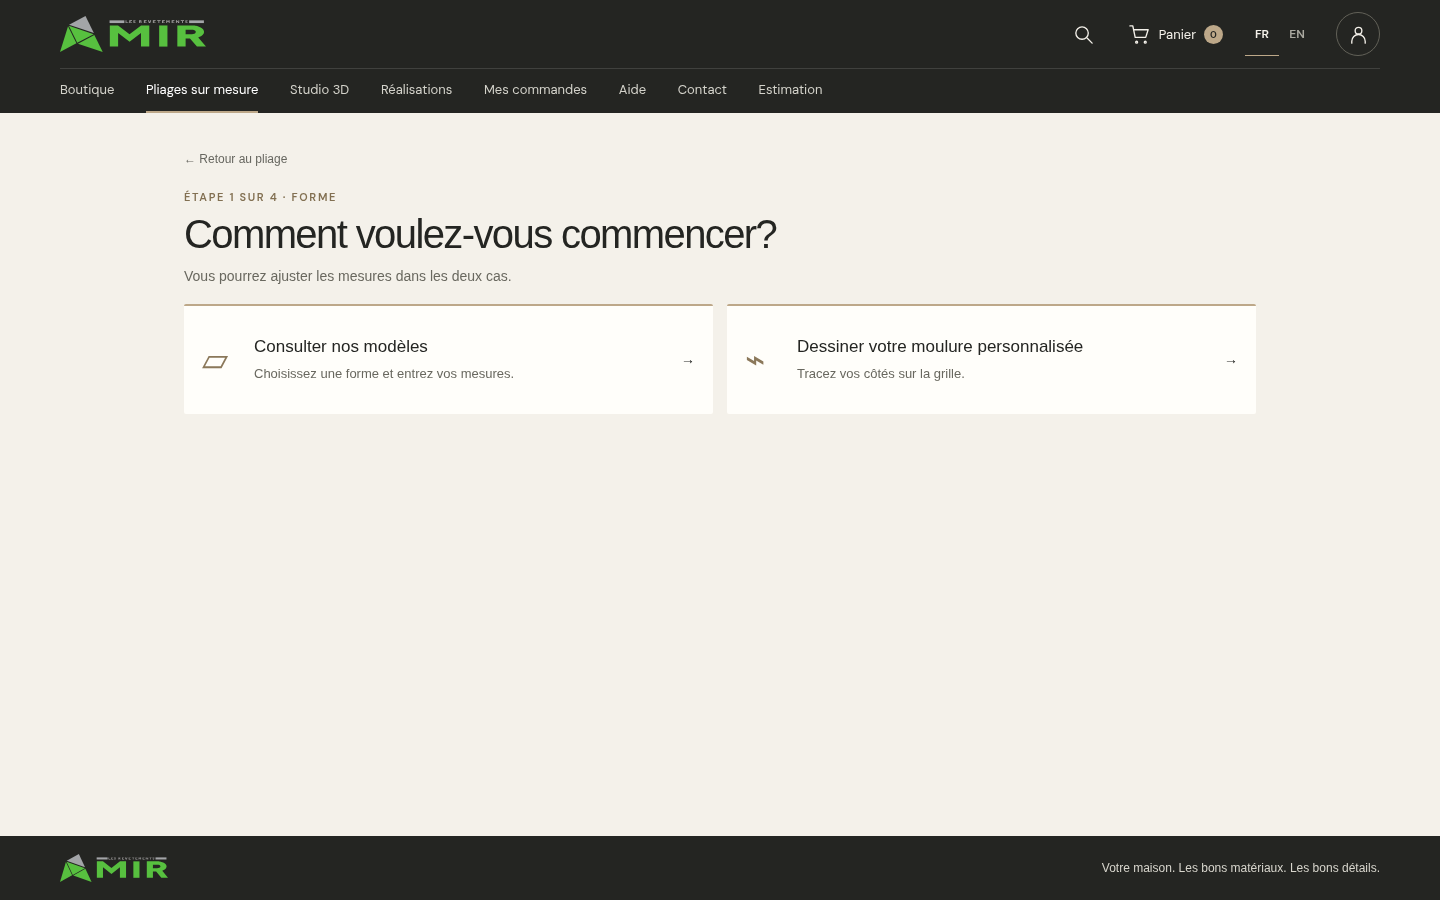 LES REVÊTEMENTS
MIR
Panier 0
FR EN
Boutique Pliages sur mesure Studio 3D Réalisations Mes commandes Aide Contact Estimation
← Retour au pliage
ÉTAPE 1 SUR 4 · FORME
Comment voulez-vous commencer?
Vous pourrez ajuster les mesures dans les deux cas.
Consulter nos modèles
Choisissez une forme et entrez vos mesures.
→
Dessiner votre moulure personnalisée
Tracez vos côtés sur la grille.
→
LES REVÊTEMENTS
MIR
Votre maison. Les bons matériaux. Les bons détails.